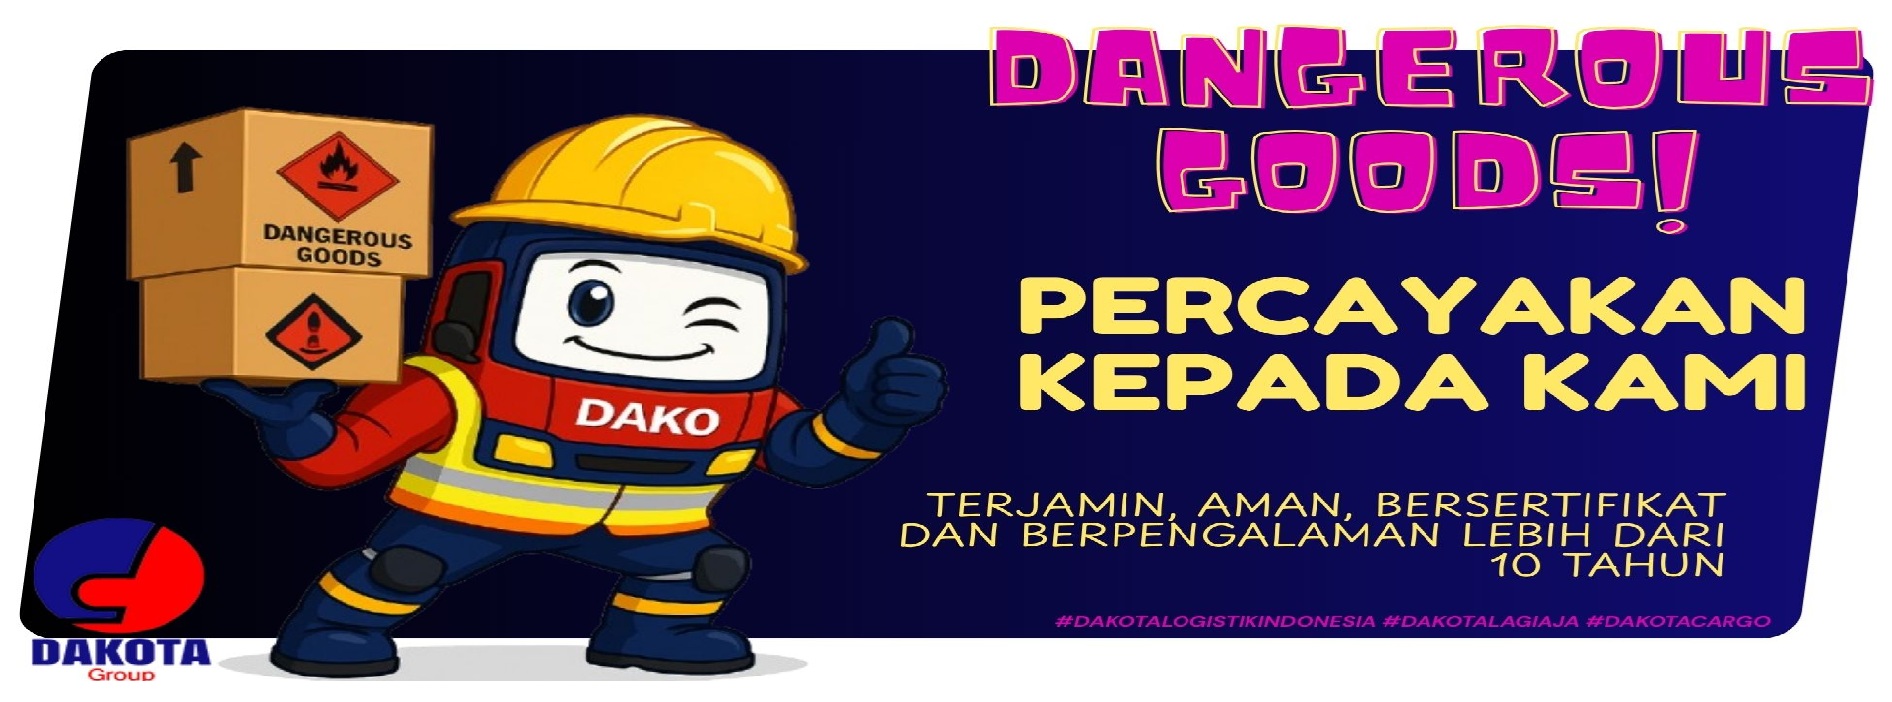 DANGEROUS
GOODS!
DANGEROUS
GOODS
PERCAYAKAN
KEPADA KAMI
DAKO
TERJAMIN, AMAN, BERSERTIFIKAT
DAN BERPENGALAMAN LEBIH DARI
10 TAHUN
#DAKOTALOGISTIKINDONESIA #DAKOTALAGIAJA #DAKOTACARGO
DAKOTA
Group